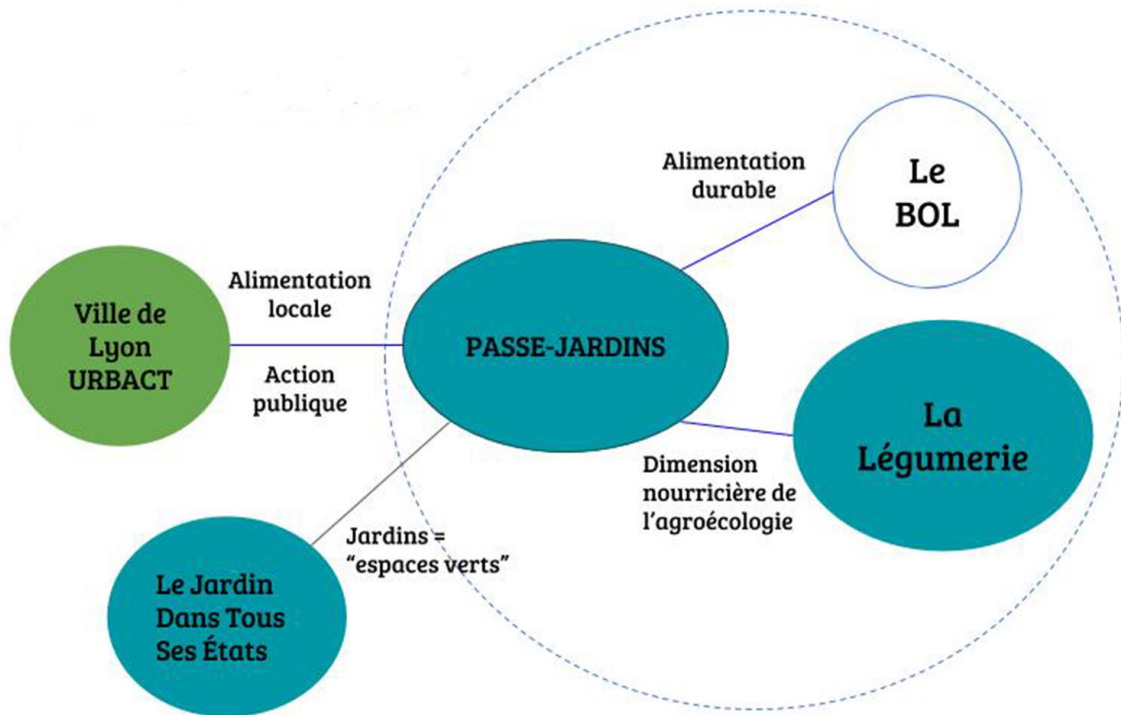 Alimentation
durable
Le
BOL
Ville de
Lyon
URBACT
Alimentation
locale
Action
publique
PASSE-JARDINS
La
Légumerie
Dimension
nourricière de
l'agroécologie
Jardins =
“espaces verts”
Le Jardin
Dans Tous
Ses États